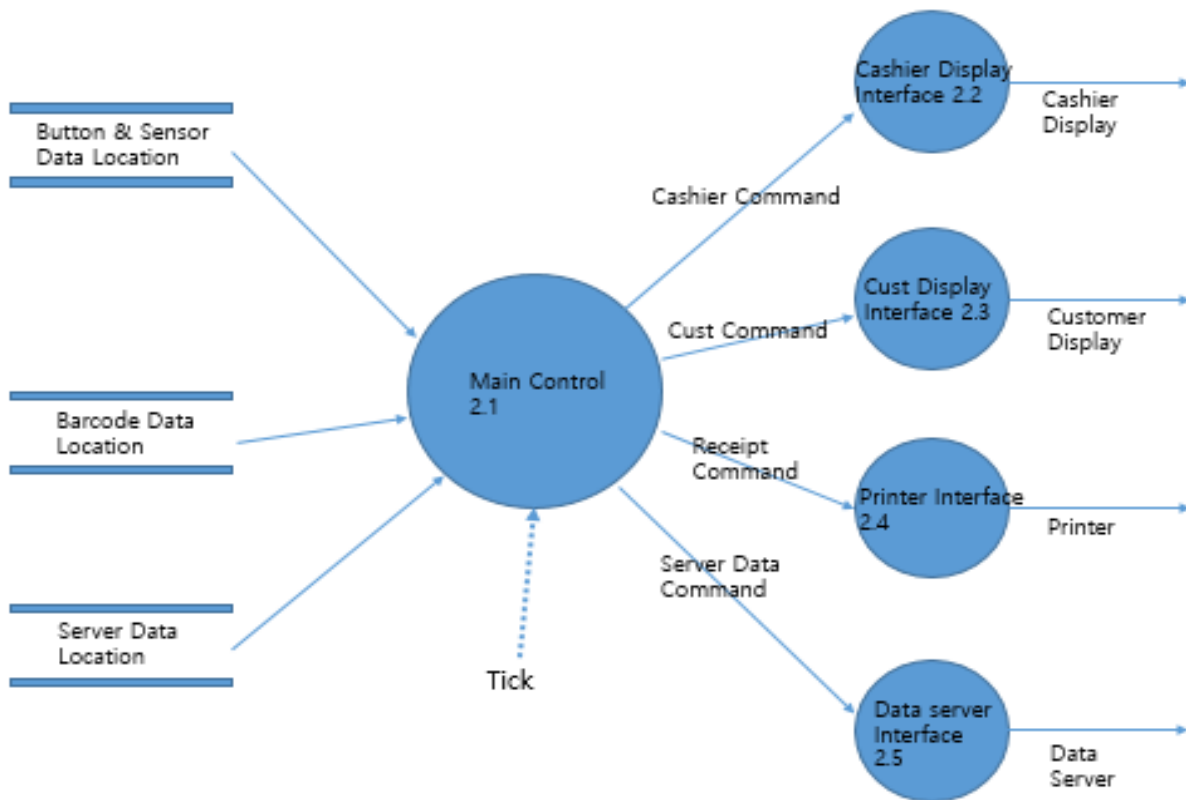 Button & Sensor
Data Location
Barcode Data
Location
Server Data
Location
Main Control
2.1
Tick
Cashier Command
Cust Command
Receipt
Command
Server Data
Command
Cashier Display
Interface 2.2
Cashier
Display
Cust Display
Interface 2.3
Customer
Display
Printer Interface
2.4
Printer
Data server
Interface
2.5
Data
Server